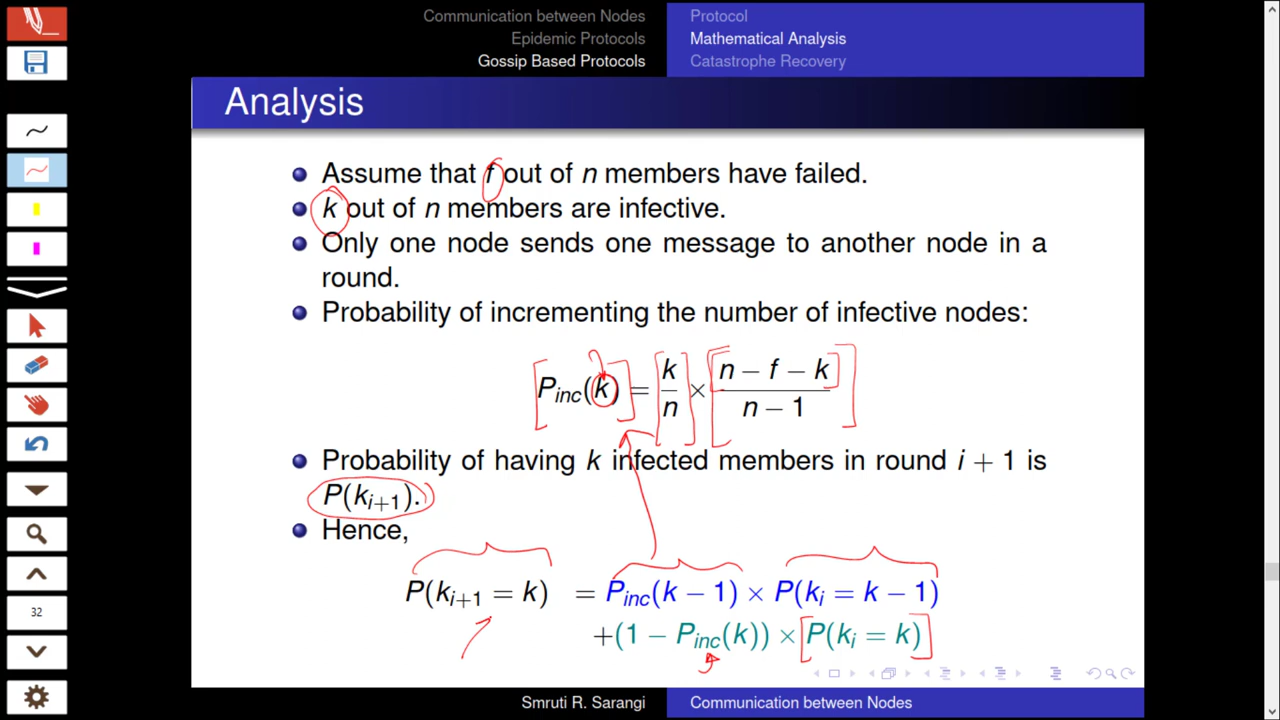 Communication between Nodes
Epidemic Protocols
Gossip Based Protocols
Protocol
Mathematical Analysis
Catastrophe Recovery
Analysis
Assume that f out of n members have failed.
k out of n members are infective.
Only one node sends one message to another node in a
round.
Probability of incrementing the number of infective nodes:
P_inc(k) = k/n × (n − f − k)/(n − 1)
Probability of having k infected members in round i + 1 is
P(k_{i+1}).
Hence,
P(k_{i+1} = k) = P_inc(k − 1) × P(k_i = k − 1)
+(1 − P_inc(k)) × P(k_i = k)
32
Smruti R. Sarangi
Communication between Nodes